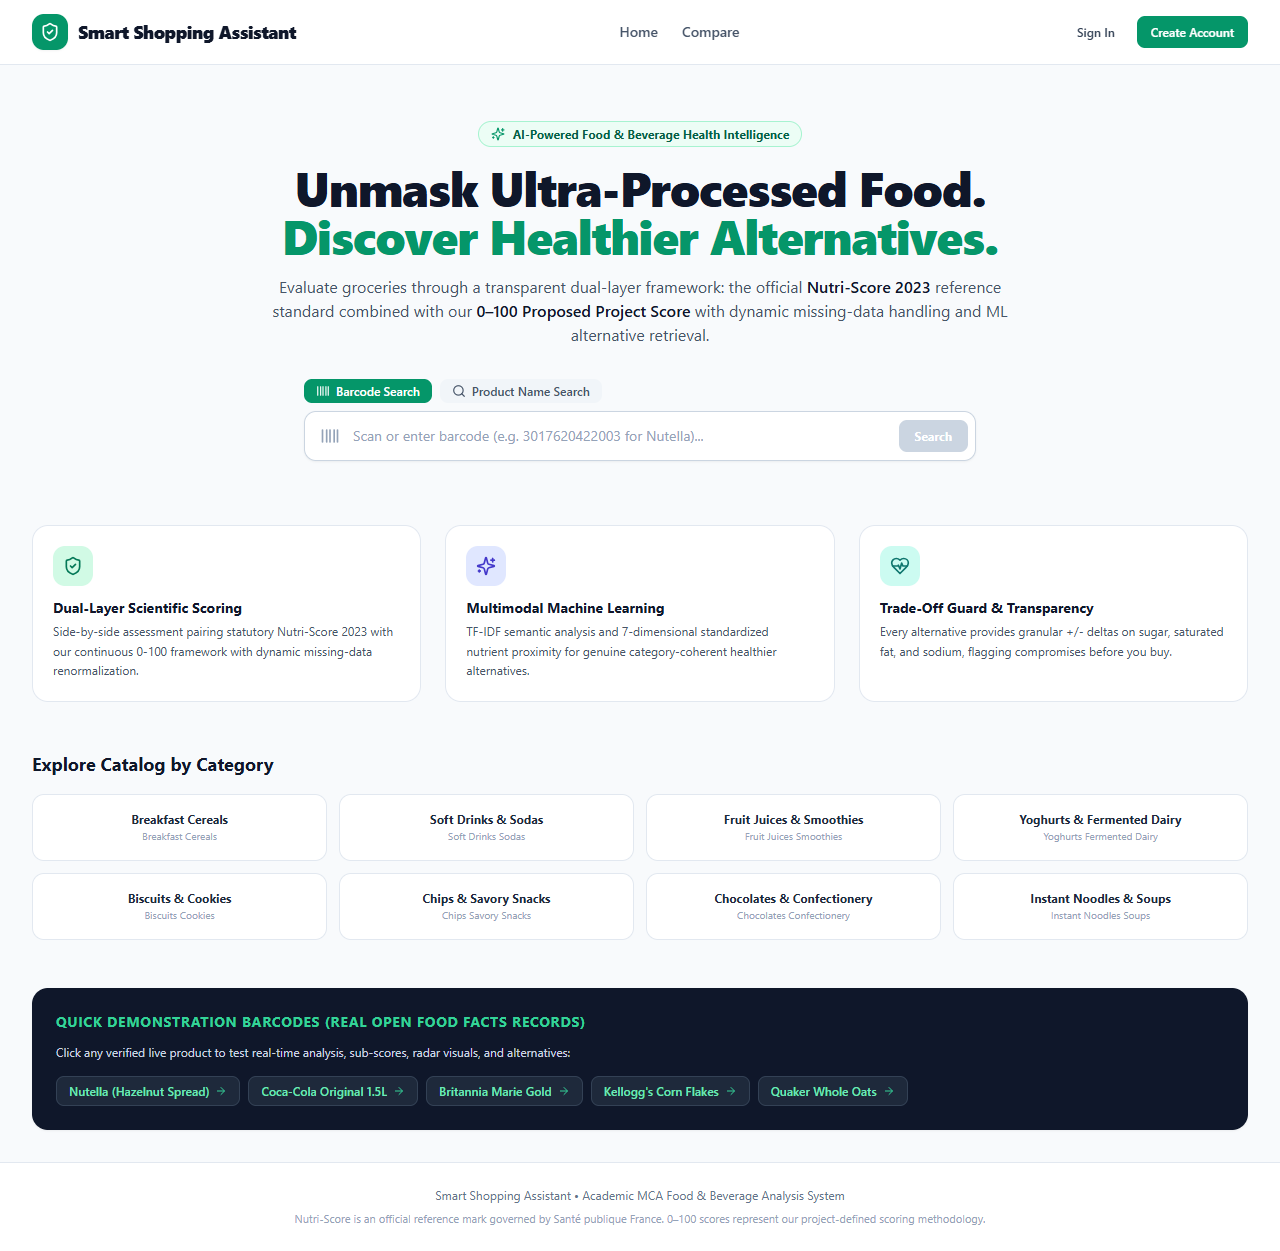 Smart Shopping Assistant
Home
Compare
Sign In
Create Account
AI-Powered Food & Beverage Health Intelligence
Unmask Ultra-Processed Food.
Discover Healthier Alternatives.
Evaluate groceries through a transparent dual-layer framework: the official Nutri-Score 2023 reference
standard combined with our 0–100 Proposed Project Score with dynamic missing-data handling and ML
alternative retrieval.
Barcode Search
Product Name Search
Scan or enter barcode (e.g. 3017620422003 for Nutella)...
Search
Dual-Layer Scientific Scoring
Side-by-side assessment pairing statutory Nutri-Score 2023 with
our continuous 0-100 framework with dynamic missing-data
renormalization.
Multimodal Machine Learning
TF-IDF semantic analysis and 7-dimensional standardized
nutrient proximity for genuine category-coherent healthier
alternatives.
Trade-Off Guard & Transparency
Every alternative provides granular +/- deltas on sugar, saturated
fat, and sodium, flagging compromises before you buy.
Explore Catalog by Category
Breakfast Cereals
Breakfast Cereals
Soft Drinks & Sodas
Soft Drinks Sodas
Fruit Juices & Smoothies
Fruit Juices Smoothies
Yoghurts & Fermented Dairy
Yoghurts Fermented Dairy
Biscuits & Cookies
Biscuits Cookies
Chips & Savory Snacks
Chips Savory Snacks
Chocolates & Confectionery
Chocolates Confectionery
Instant Noodles & Soups
Instant Noodles Soups
QUICK DEMONSTRATION BARCODES (REAL OPEN FOOD FACTS RECORDS)
Click any verified live product to test real-time analysis, sub-scores, radar visuals, and alternatives:
Nutella (Hazelnut Spread) →
Coca-Cola Original 1.5L →
Britannia Marie Gold →
Kellogg's Corn Flakes →
Quaker Whole Oats →
Smart Shopping Assistant • Academic MCA Food & Beverage Analysis System
Nutri-Score is an official reference mark governed by Santé publique France. 0–100 scores represent our project-defined scoring methodology.